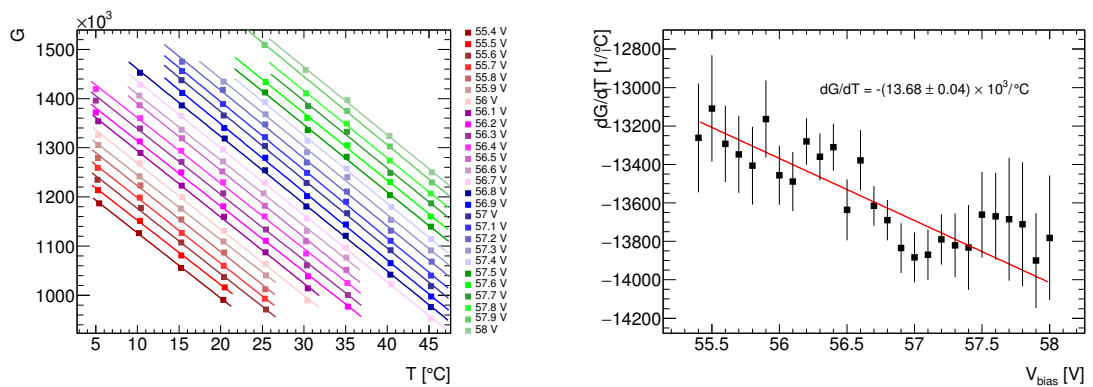 ×10³
G
1500
1400
1300
1200
1100
1000
5 10 15 20 25 30 35 40 45
T [°C]
55.4 V
55.5 V
55.6 V
55.7 V
55.8 V
55.9 V
56 V
56.1 V
56.2 V
56.3 V
56.4 V
56.5 V
56.6 V
56.7 V
56.8 V
56.9 V
57 V
57.1 V
57.2 V
57.3 V
57.4 V
57.5 V
57.6 V
57.7 V
57.8 V
57.9 V
58 V
dG/dT [1/°C]
−12800
−13000
−13200
−13400
−13600
−13800
−14000
−14200
dG/dT = -(13.68 ± 0.04) × 10³/°C
55.5 56 56.5 57 57.5 58
V_bias [V]